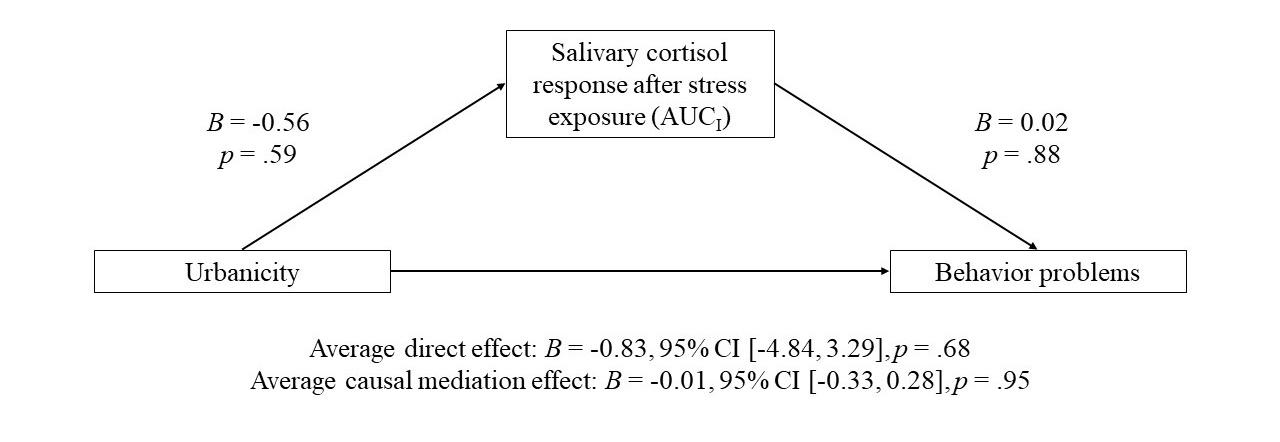 Salivary cortisol
response after stress
exposure (AUCI)
B = -0.56
p = .59
B = 0.02
p = .88
Urbanicity
Behavior problems
Average direct effect: B = -0.83, 95% CI [-4.84, 3.29], p = .68
Average causal mediation effect: B = -0.01, 95% CI [-0.33, 0.28], p = .95